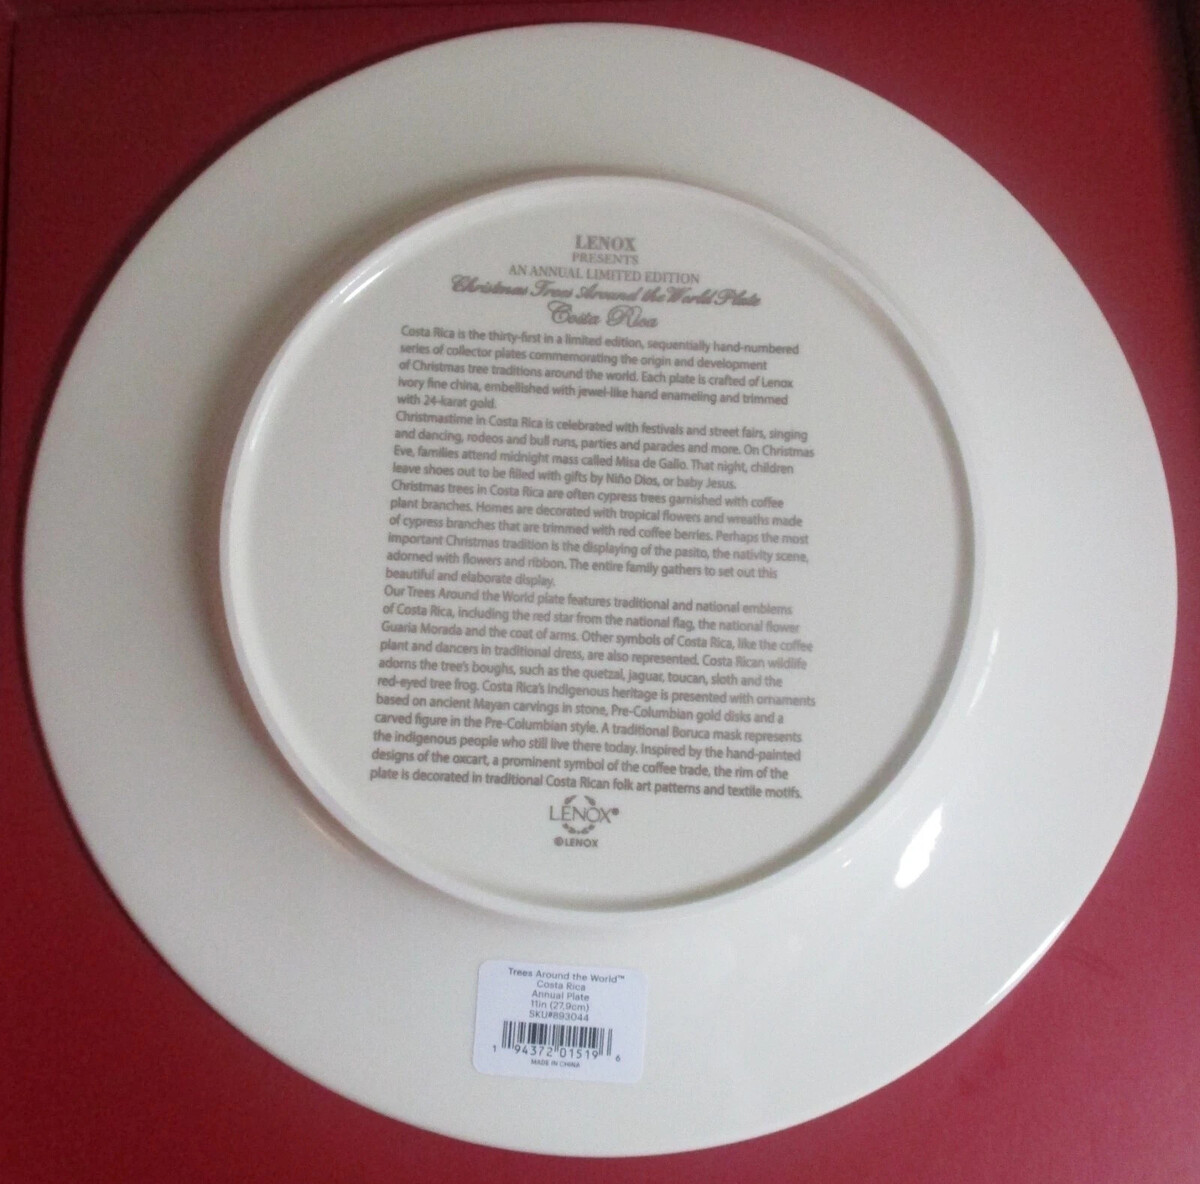 LENOX
PRESENTS
AN ANNUAL LIMITED EDITION
Christmas Trees Around the World Plate
Costa Rica
Costa Rica is the thirty-first in a limited edition, sequentially hand-numbered
series of collector plates commemorating the origin and development
of Christmas tree traditions around the world. Each plate is crafted of Lenox
ivory fine china, embellished with jewel-like hand enameling and trimmed
with 24-karat gold.
Christmastime in Costa Rica is celebrated with festivals and street fairs, singing
and dancing, rodeos and bull runs, parties and parades and more. On Christmas
Eve, families attend midnight mass called Misa de Gallo. That night, children
leave shoes out to be filled with gifts by Niño Dios, or baby Jesus.
Christmas trees in Costa Rica are often cypress trees garnished with coffee
plant branches. Homes are decorated with tropical flowers and wreaths made
of cypress branches that are trimmed with red coffee berries. Perhaps the most
important Christmas tradition is the displaying of the pasito, the nativity scene,
adorned with flowers and ribbon. The entire family gathers to set out this
beautiful and elaborate display.
Our Trees Around the World plate features traditional and national emblems
of Costa Rica, including the red star from the national flag, the national flower
Guaria Morada and the coat of arms. Other symbols of Costa Rica, like the coffee
plant and dancers in traditional dress, are also represented. Costa Rican wildlife
adorns the tree's boughs, such as the quetzal, jaguar, toucan, sloth and the
red-eyed tree frog. Costa Rica's indigenous heritage is presented with ornaments
based on ancient Mayan carvings in stone, Pre-Columbian gold disks and a
carved figure in the Pre-Columbian style. A traditional Boruca mask represents
the indigenous people who still live there today. Inspired by the hand-painted
designs of the oxcart, a prominent symbol of the coffee trade, the rim of the
plate is decorated in traditional Costa Rican folk art patterns and textile motifs.
LENOX®
©LENOX
Trees Around the World™
Costa Rica
Annual Plate
11in (27.9cm)
SKU#893044
1 94372 01519 6
MADE IN CHINA